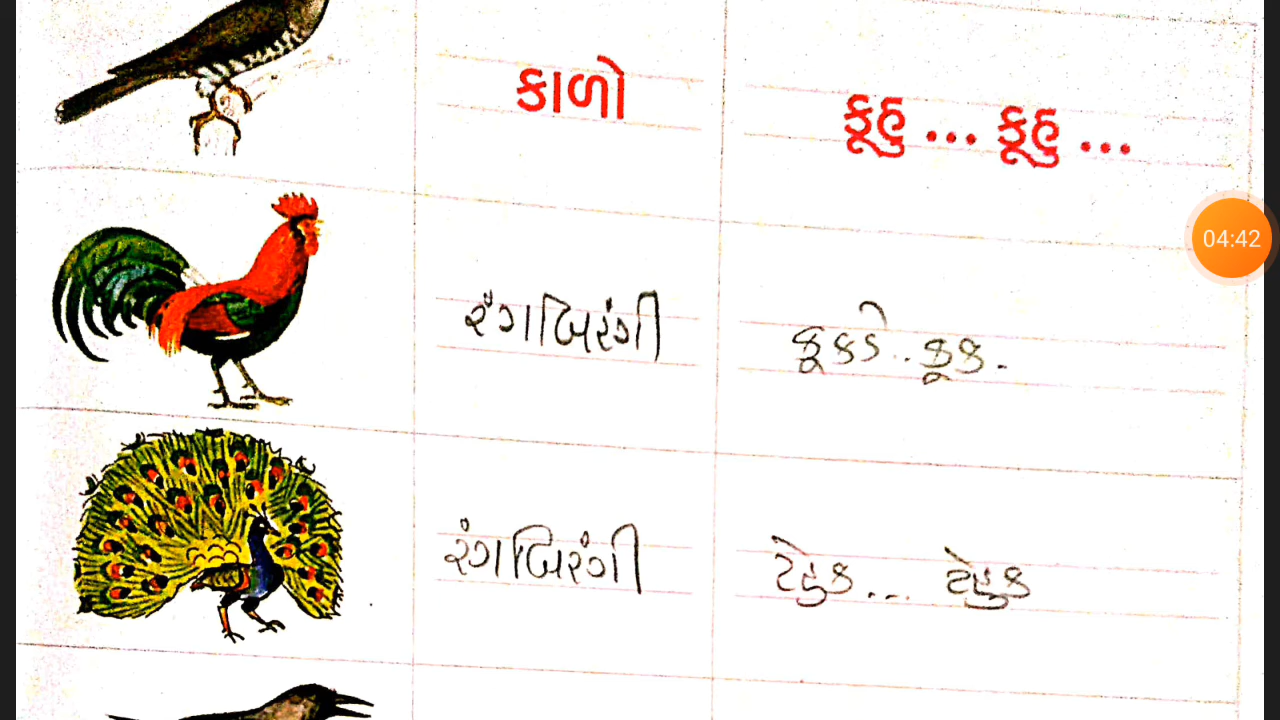 કાળો
કૂહુ ... કૂહુ ...
04:42
રંગબિરંગી
કૂકડે .. કૂક .
રંગબિરંગી
ટેહુક ... ટેહુક